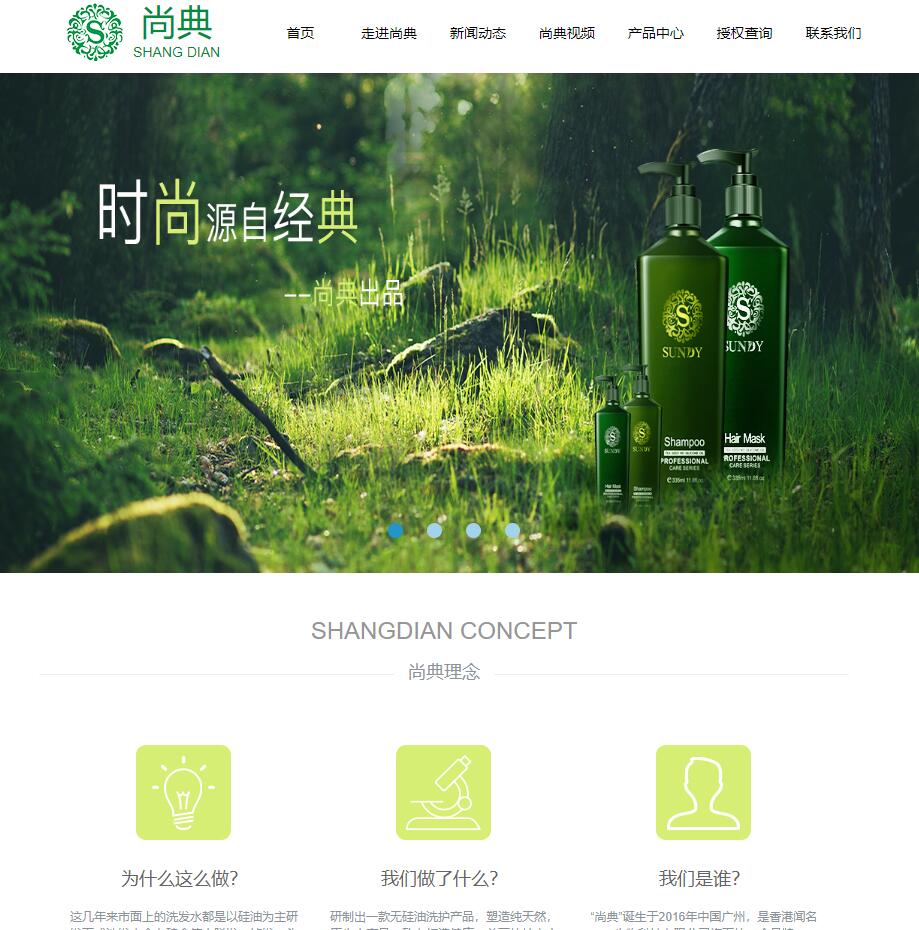 尚典
SHANG DIAN
首页 走进尚典 新闻动态 尚典视频 产品中心 授权查询 联系我们
时尚源自经典
--尚典出品
SUNDY
SUNDY
Shampoo
PROFESSIONAL
CARE SERIES
Hair Mask
PROFESSIONAL
CARE SERIES
SUNDY
SUNDY
Hair Mask
Shampoo
SHANGDIAN CONCEPT
尚典理念
为什么这么做? 我们做了什么? 我们是谁?
这几年来市面上的洗发水都是以硅油为主研 研制出一款无硅油洗护产品，塑造纯天然， “尚典”诞生于2016年中国广州，是香港闻名